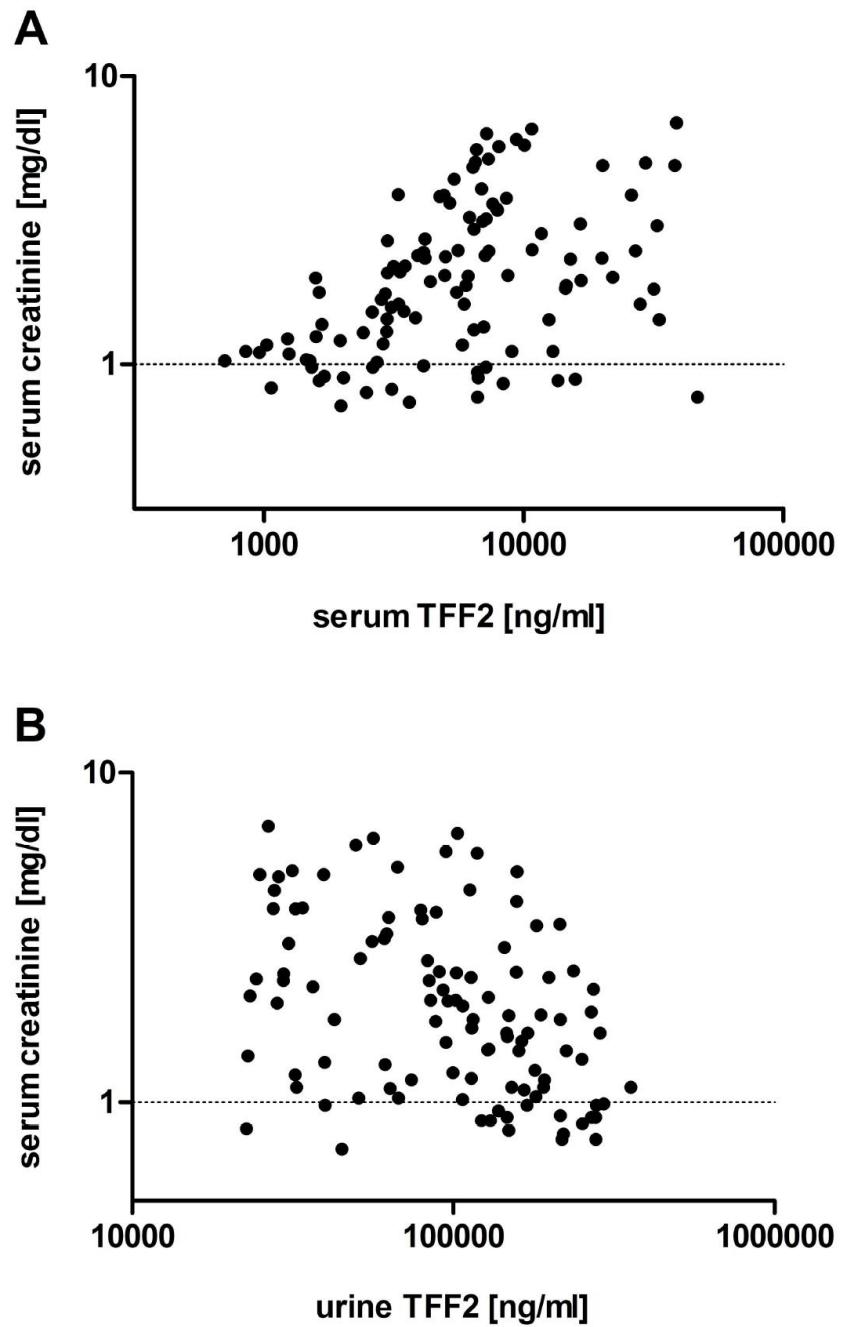 A
10
1
serum creatinine [mg/dl]
1000 10000 100000
serum TFF2 [ng/ml]
B
10
1
serum creatinine [mg/dl]
10000 100000 1000000
urine TFF2 [ng/ml]